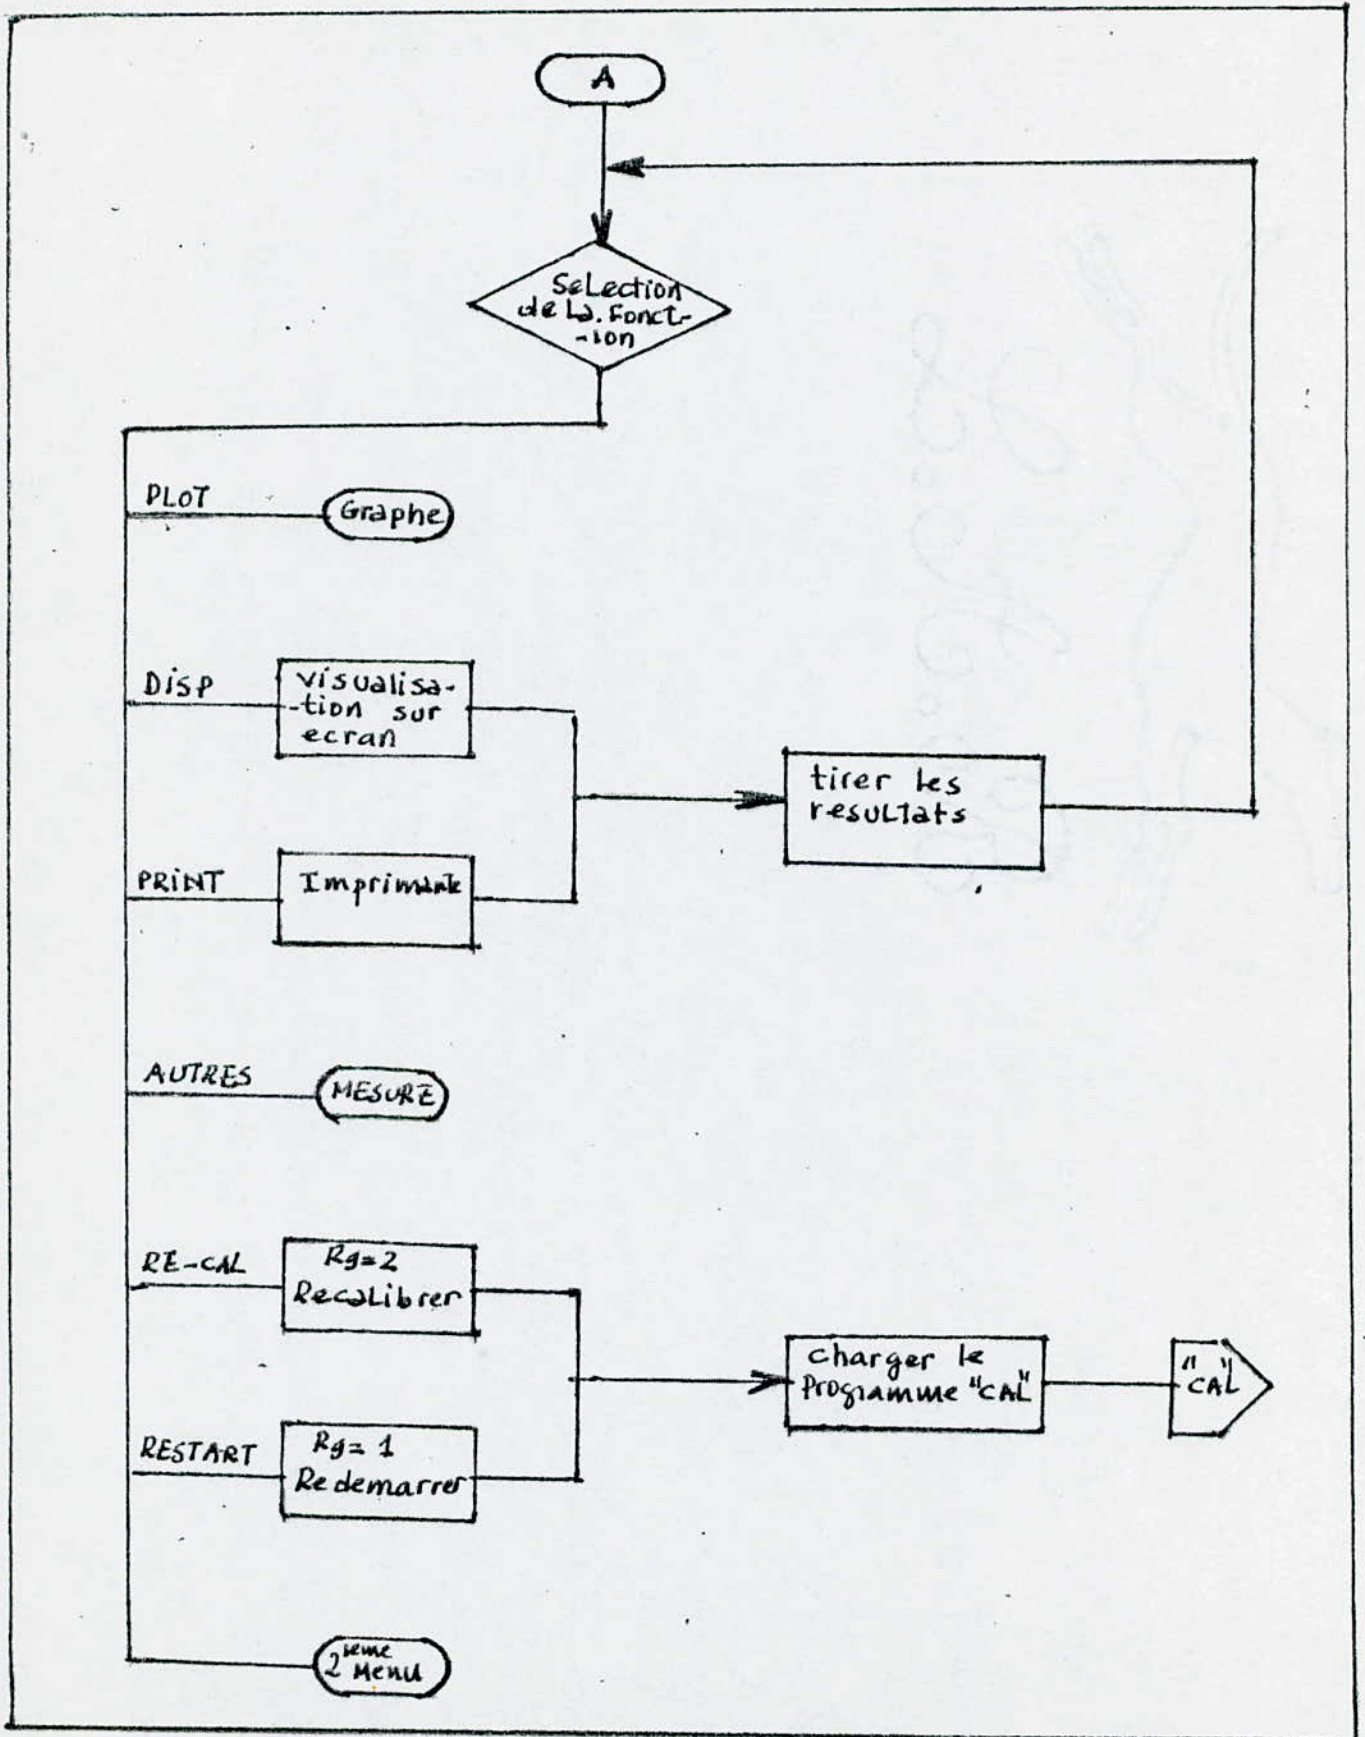 A
SeLection
de La. Fonct-
-ion
PLOT
Graphe
DISP
visualisa-
-tion sur
ecran
tirer les
resultats
PRINT
Imprimante
AUTRES
MESURE
RE-CAL
Rg=2
RecaLibrer
charger le
Programme "CAL"
"CAL"
RESTART
Rg= 1
Redemarrer
2ieme
Menu